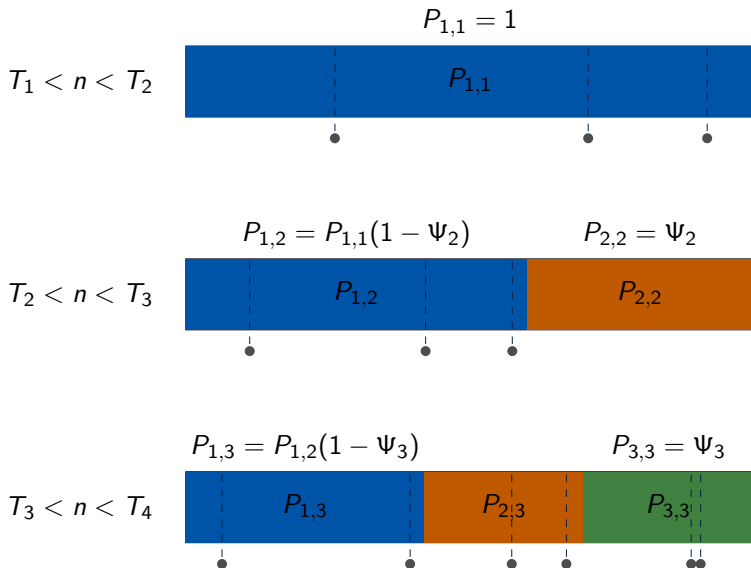 P_{1,1} = 1
T_1 < n < T_2
P_{1,1}
P_{1,2} = P_{1,1}(1 − Ψ_2)
P_{2,2} = Ψ_2
T_2 < n < T_3
P_{1,2}
P_{2,2}
P_{1,3} = P_{1,2}(1 − Ψ_3)
P_{3,3} = Ψ_3
T_3 < n < T_4
P_{1,3}
P_{2,3}
P_{3,3}